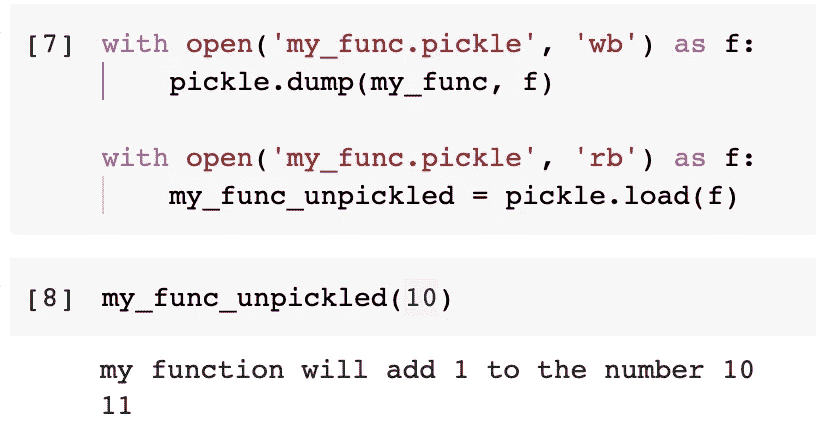 [7] with open('my_func.pickle', 'wb') as f:
pickle.dump(my_func, f)
with open('my_func.pickle', 'rb') as f:
my_func_unpickled = pickle.load(f)
[8] my_func_unpickled(10)
my function will add 1 to the number 10
11